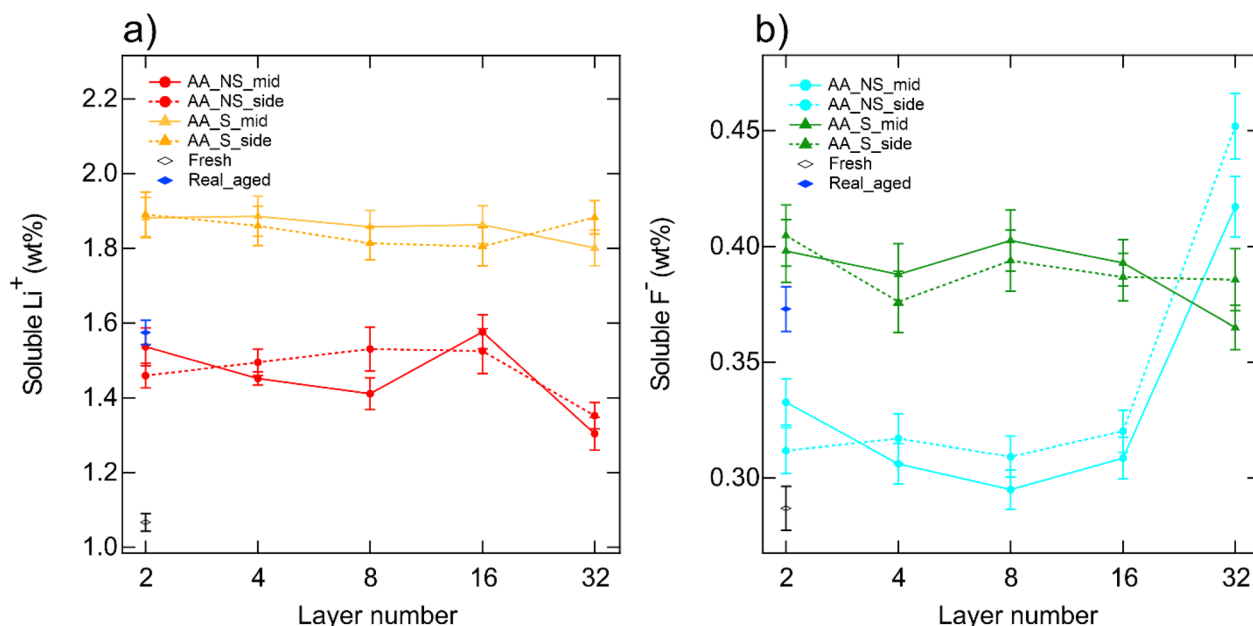 a)
Soluble Li+ (wt%)
2.2
2.0
1.8
1.6
1.4
1.2
1.0
AA_NS_mid
AA_NS_side
AA_S_mid
AA_S_side
Fresh
Real_aged
2 4 8 16 32
Layer number
b)
Soluble F- (wt%)
0.45
0.40
0.35
0.30
AA_NS_mid
AA_NS_side
AA_S_mid
AA_S_side
Fresh
Real_aged
2 4 8 16 32
Layer number